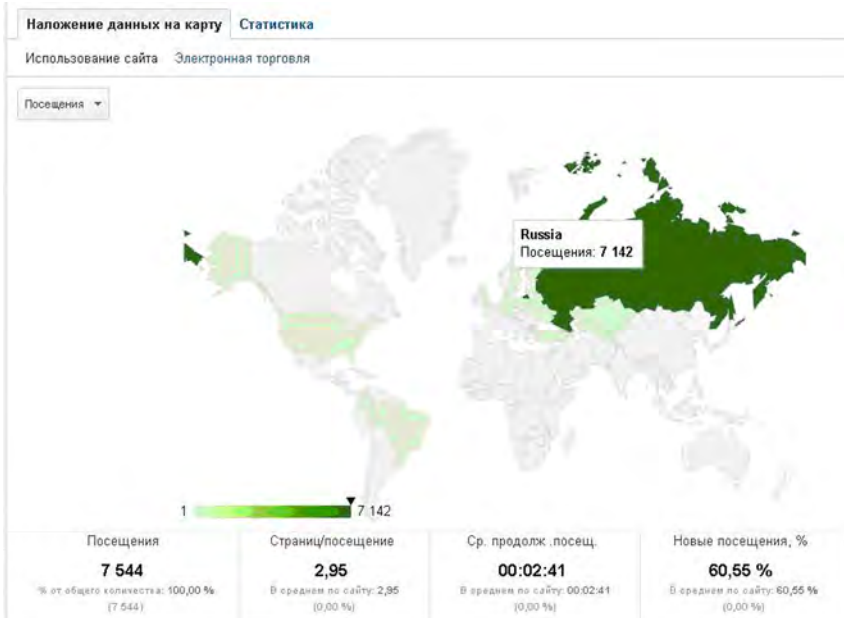 Наложение данных на карту Статистика
Использование сайта Электронная торговля
Посещения
Russia
Посещения: 7 142
1 7 142
Посещения Страниц/посещение Ср. продолж .посещ. Новые посещения, %
7 544 2,95 00:02:41 60,55 %
% от общего количества: 100,00 % В среднем по сайту: 2,95 В среднем по сайту: 00:02:41 В среднем по сайту: 60,55 %
(7 544) (0,00 %) (0,00 %) (0,00 %)